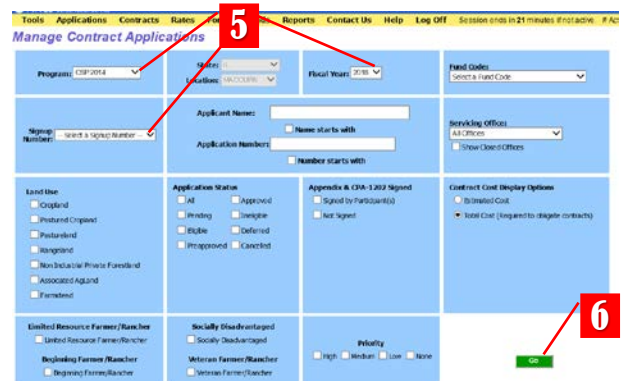 Tools Applications Contracts Rates Reports Contact Us Help Log Off Session ends in 21 minutes if not active.
5
Manage Contract Applications
Program: CSP 2014
State:
Location: MACOUPIN
Fiscal Year: 2018
Fund Code:
Select a Fund Code
Signup Number: -- Select a Signup Number --
Applicant Name:
Name starts with
Application Number:
Number starts with
Servicing Office:
All Offices
Show Closed Offices
Land Use
Cropland
Pastured Cropland
Pastureland
Rangeland
Non Industrial Private Forestland
Associated AgLand
Farmstead
Application Status
All Approved
Pending Ineligible
Eligible Deferred
Preapproved Canceled
Appendix & CPA-1202 Signed
Signed by Participant(s)
Not Signed
Contract Cost Display Options
Estimated Cost
Total Cost (Required to obligate contracts)
6
Limited Resource Farmer/Rancher
Limited Resource Farmer/Rancher
Beginning Farmer/Rancher
Beginning Farmer/Rancher
Socially Disadvantaged
Socially Disadvantaged
Veteran Farmer/Rancher
Veteran Farmer/Rancher
Priority
High Medium Low None
Go